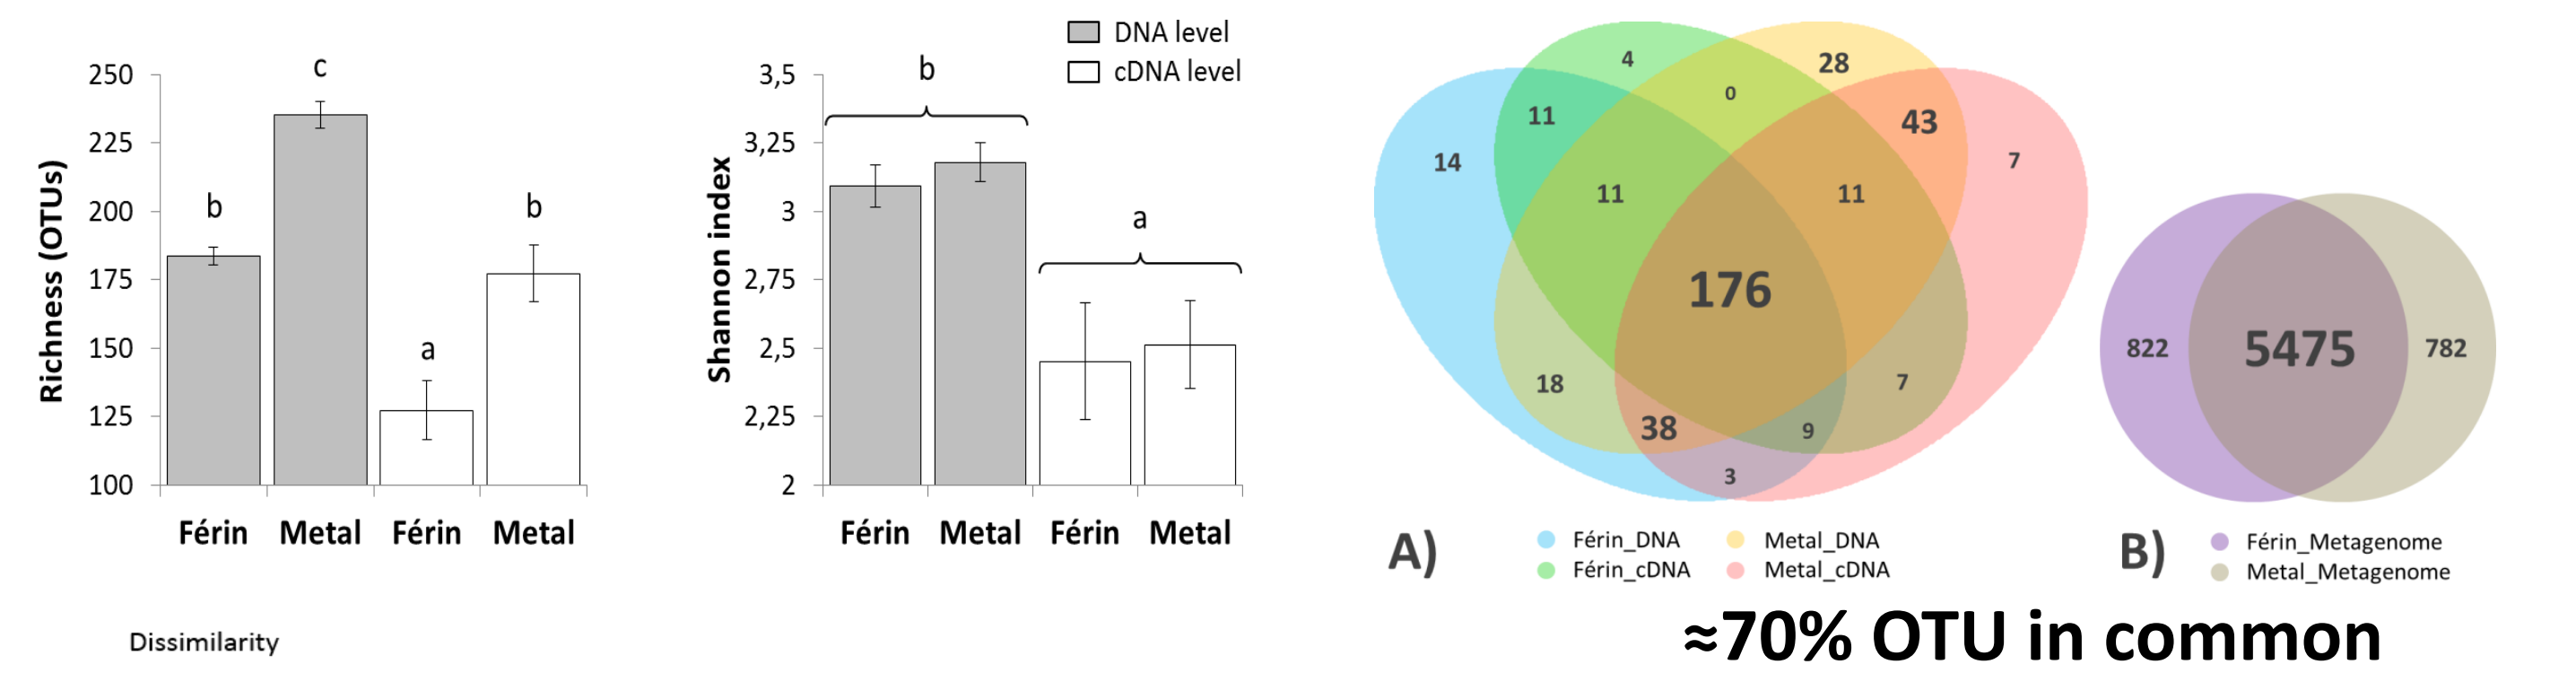 DNA level
cDNA level
Richness (OTUs)
250
225
200
175
150
125
100
b
c
a
b
Férin
Metal
Férin
Metal
Shannon index
3,5
3,25
3
2,75
2,5
2,25
2
b
a
Férin
Metal
Férin
Metal
Dissimilarity
4
28
0
11
43
14
7
11
11
176
18
7
38
9
3
A)
Férin_DNA
Metal_DNA
Férin_cDNA
Metal_cDNA
822
5475
782
B)
Férin_Metagenome
Metal_Metagenome
≈70% OTU in common